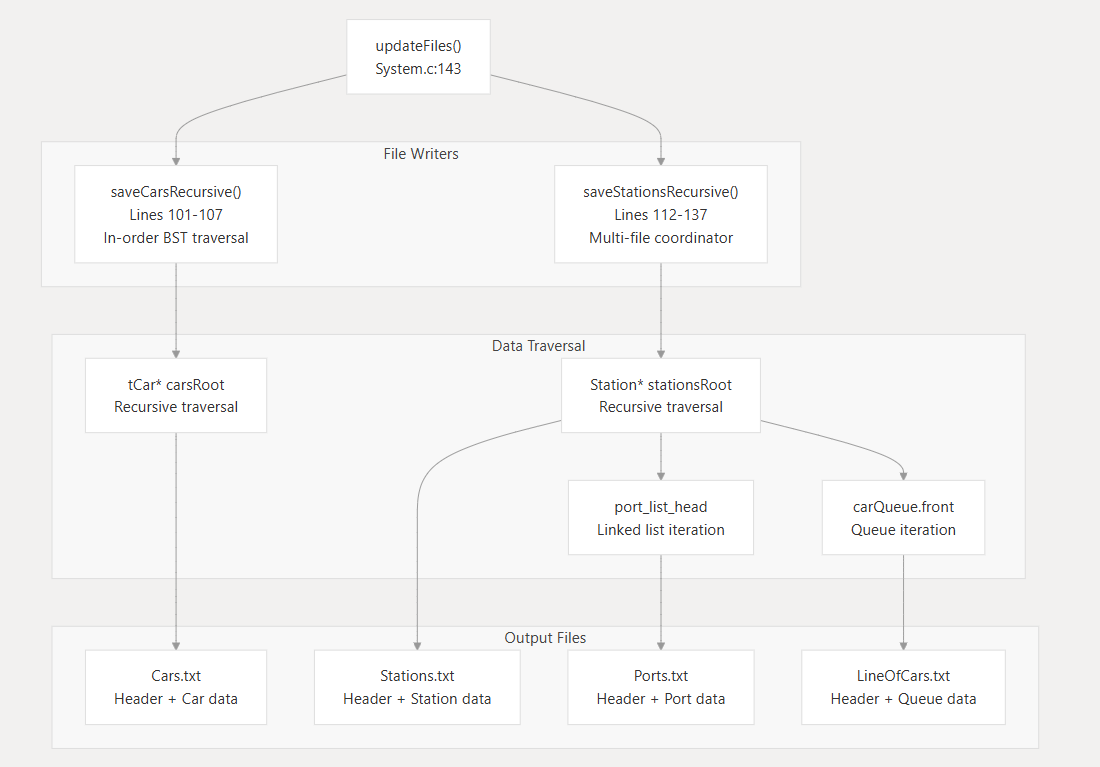 updateFiles()
System.c:143
File Writers
saveCarsRecursive()
Lines 101-107
In-order BST traversal
saveStationsRecursive()
Lines 112-137
Multi-file coordinator
Data Traversal
tCar* carsRoot
Recursive traversal
Station* stationsRoot
Recursive traversal
port_list_head
Linked list iteration
carQueue.front
Queue iteration
Output Files
Cars.txt
Header + Car data
Stations.txt
Header + Station data
Ports.txt
Header + Port data
LineOfCars.txt
Header + Queue data